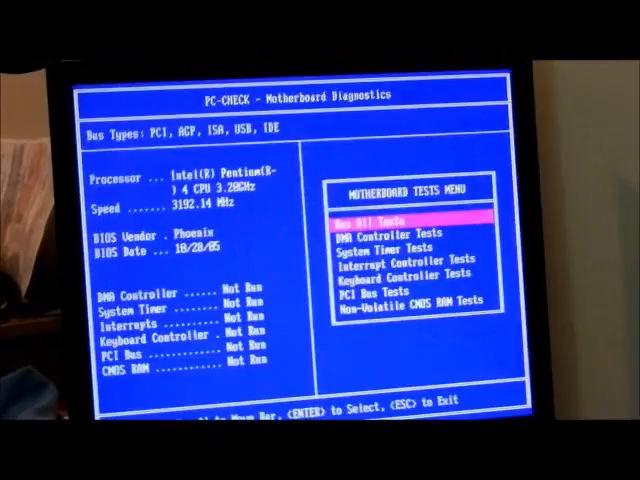 PC-CHECK - Motherboard Diagnostics
Bus Types: PCI, AGP, ISA, USB, IDE
Processor ... Intel(R) Pentium(R-
) 4 CPU 3.20GHz
Speed ....... 3192.14 MHz
BIOS Vendor . Phoenix
BIOS Date ... 10/28/05
DMA Controller ...... Not Run
System Timer ........ Not Run
Interrupts .......... Not Run
Keyboard Controller . Not Run
PCI Bus ............. Not Run
CMOS RAM ............ Not Run
MOTHERBOARD TESTS MENU
Run All Tests
DMA Controller Tests
System Timer Tests
Interrupt Controller Tests
Keyboard Controller Tests
PCI Bus Tests
Non-Volatile CMOS RAM Tests
to Move Bar, <ENTER> to Select, <ESC> to Exit